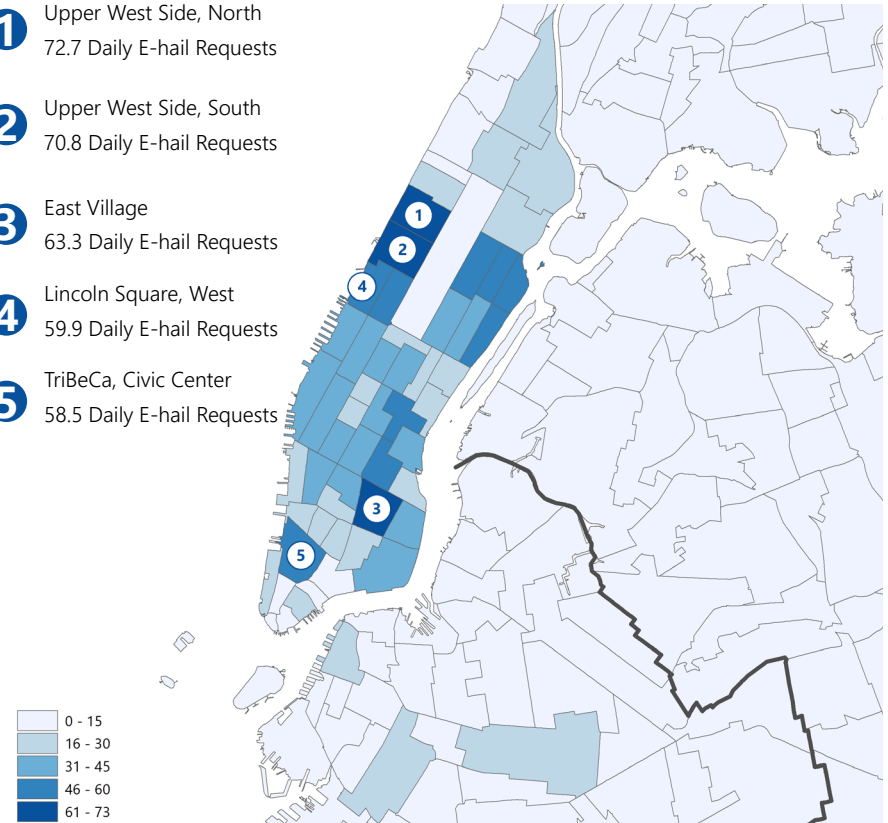 1
Upper West Side, North
72.7 Daily E-hail Requests
2
Upper West Side, South
70.8 Daily E-hail Requests
3
East Village
63.3 Daily E-hail Requests
4
Lincoln Square, West
59.9 Daily E-hail Requests
5
TriBeCa, Civic Center
58.5 Daily E-hail Requests
1
2
4
3
5
0 - 15
16 - 30
31 - 45
46 - 60
61 - 73